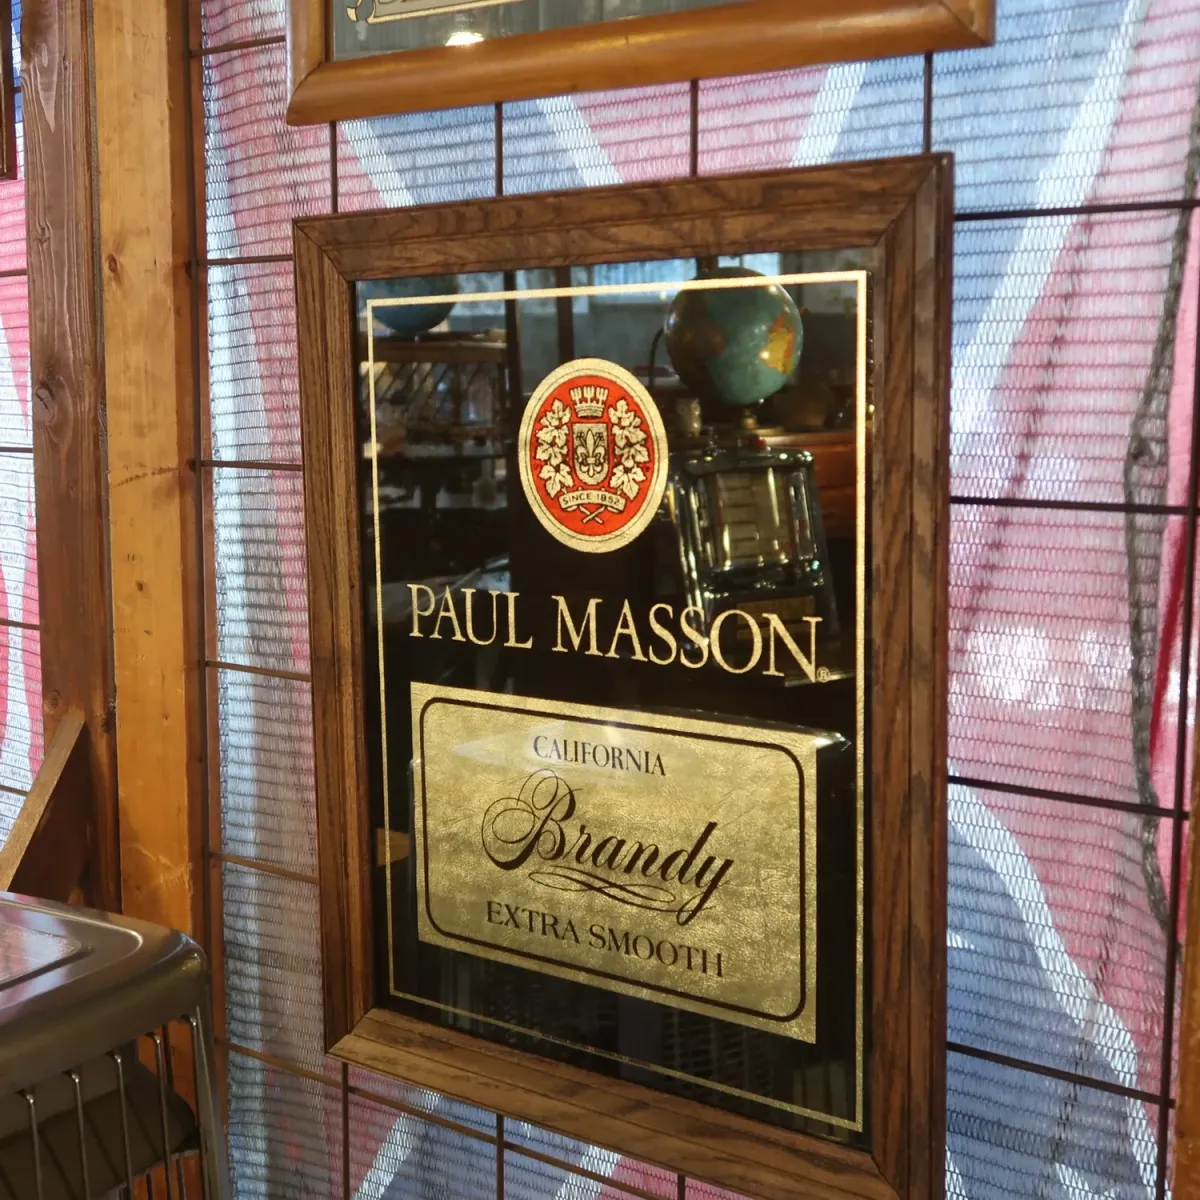 SINCE 1852
PAUL MASSON®
CALIFORNIA
Brandy
EXTRA SMOOTH